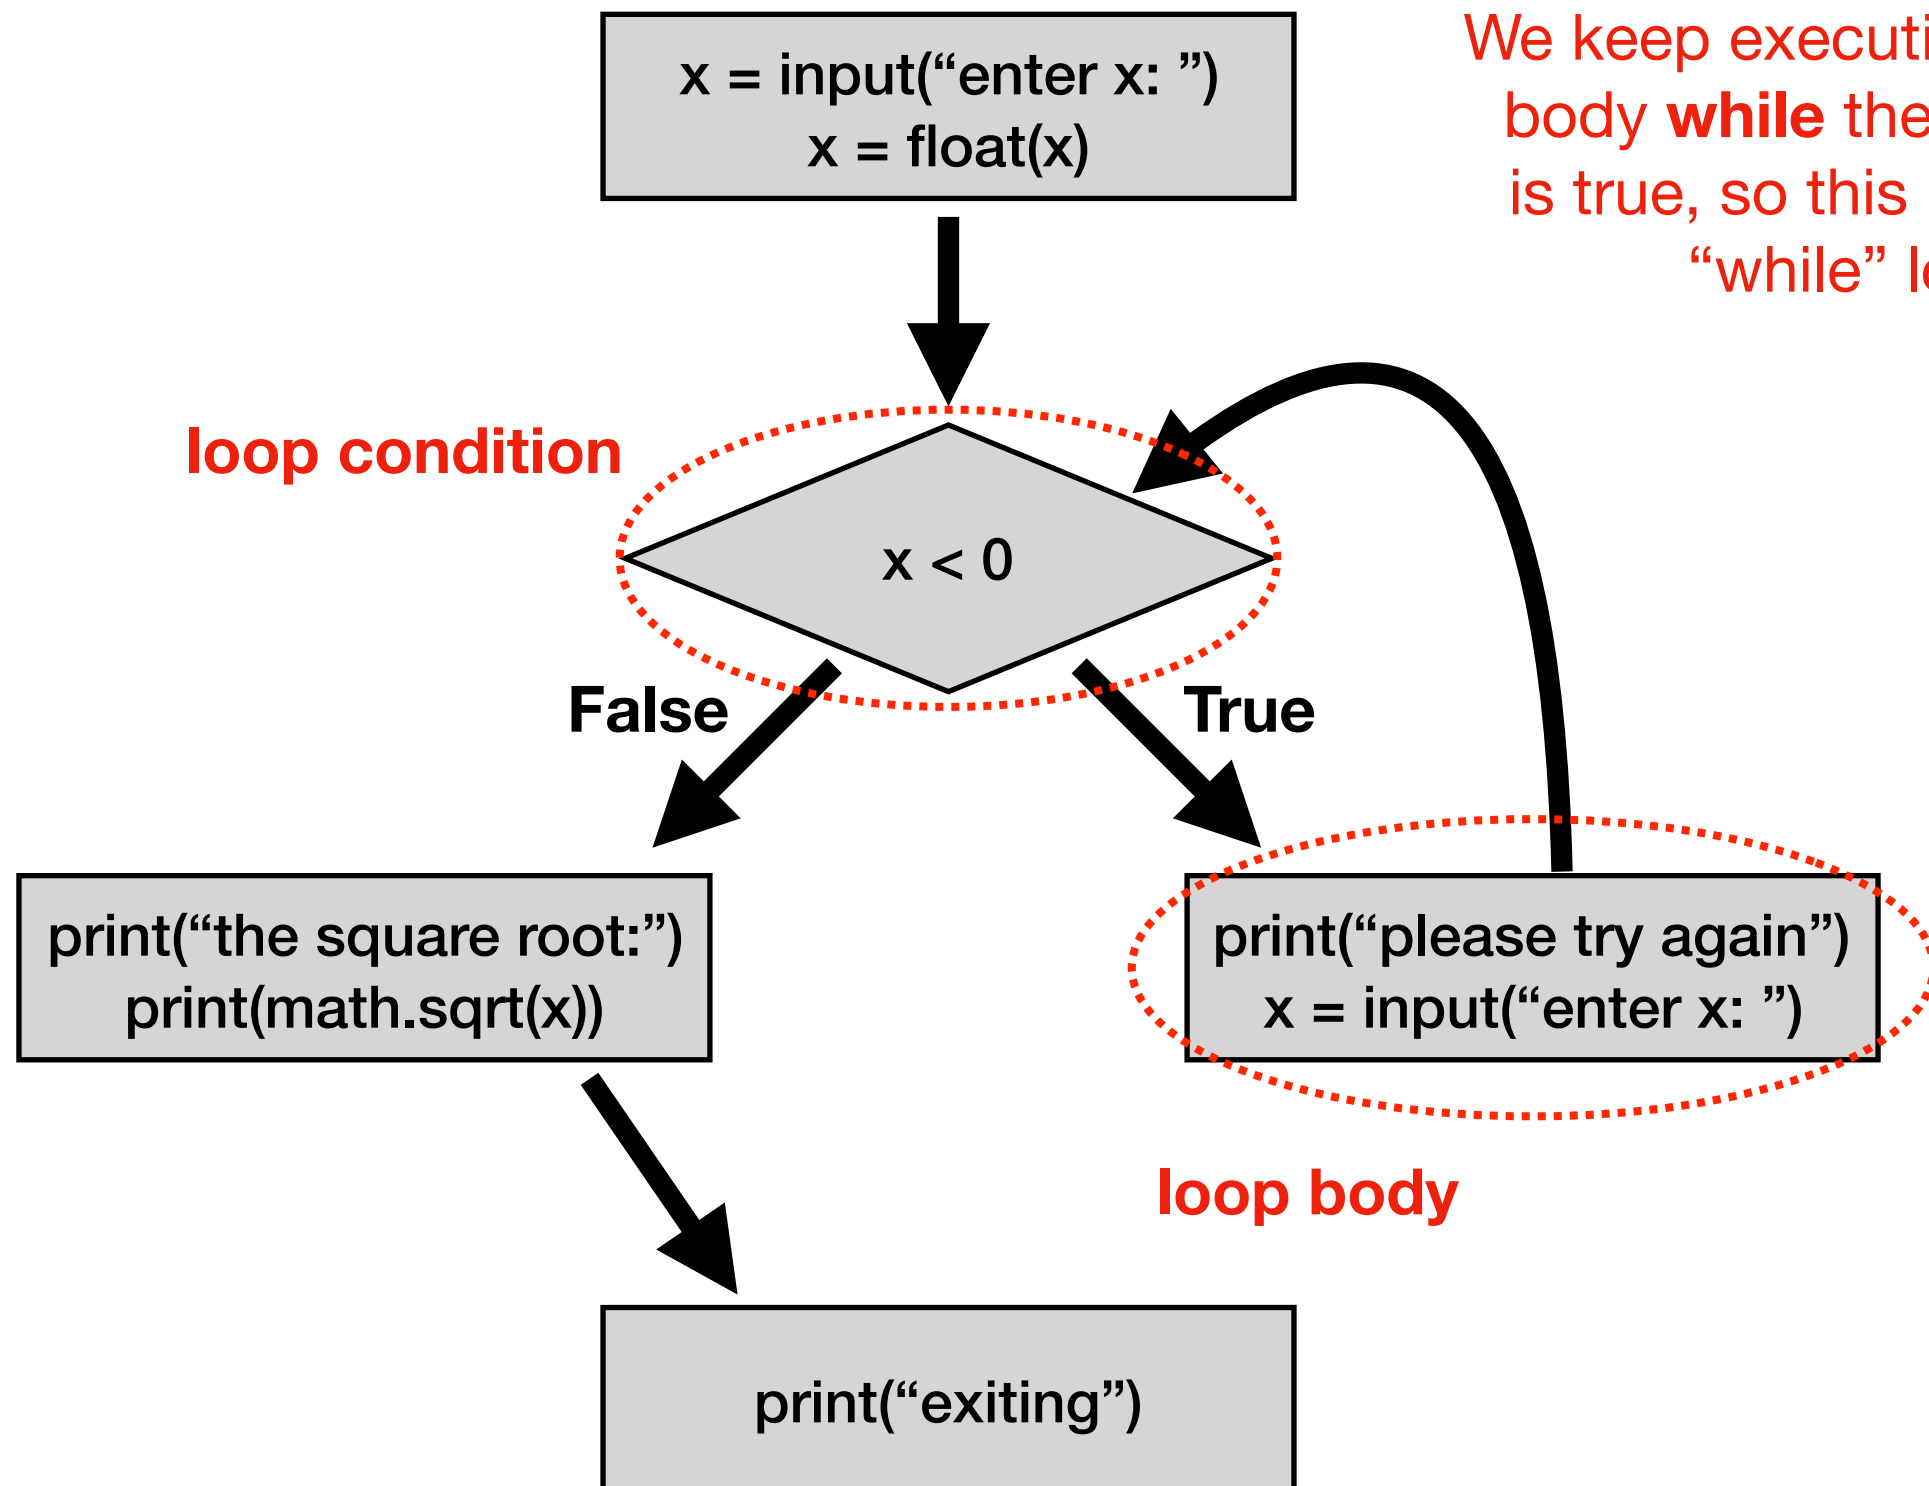 x = input(“enter x: ”)
x = float(x)
We keep executi
body while the
is true, so this
“while” l
loop condition
x < 0
False
True
print(“the square root:”)
print(math.sqrt(x))
print(“please try again”)
x = input(“enter x: ”)
loop body
print(“exiting”)